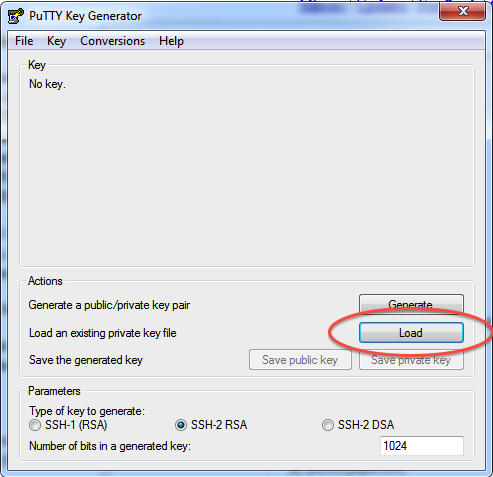 PuTTY Key Generator
File Key Conversions Help
Key
No key.
Actions
Generate a public/private key pair
Generate
Load an existing private key file
Load
Save the generated key
Save public key
Save private key
Parameters
Type of key to generate:
SSH-1 (RSA)
SSH-2 RSA
SSH-2 DSA
Number of bits in a generated key:
1024